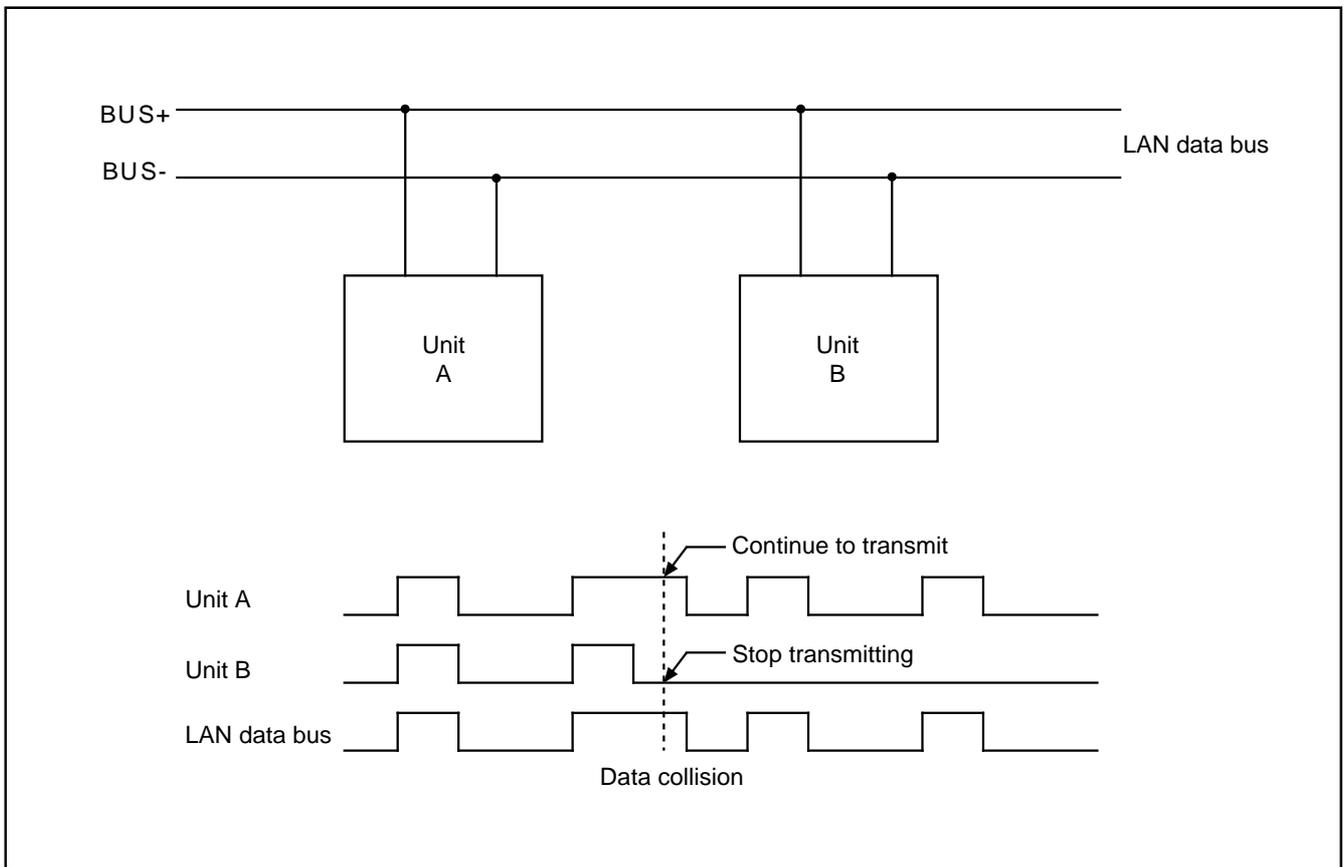 BUS+
LAN data bus
BUS-
Unit
A
Unit
B
Continue to transmit
Unit A
Stop transmitting
Unit B
LAN data bus
Data collision